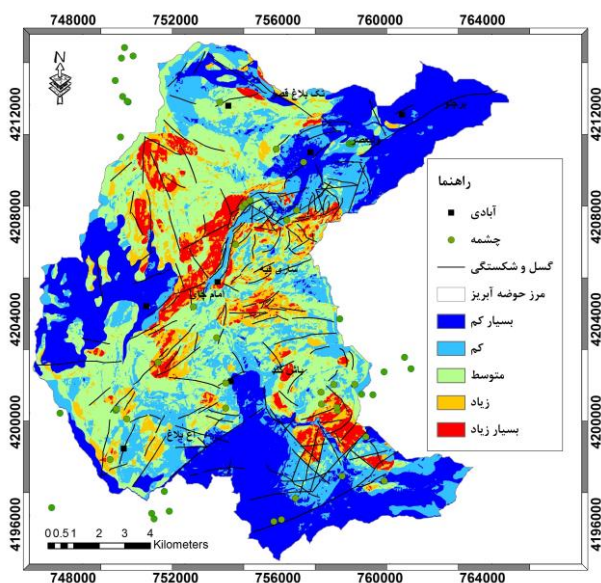 748000 752000 756000 760000 764000
N
4212000 4212000
4208000 4208000
4204000 4204000
4200000 4200000
4196000 4196000
راهنما
آبادی
چشمه
گسل و شکستگی
مرز حوضه آبریز
بسیار کم
کم
متوسط
زیاد
بسیار زیاد
امام چای
0 0.5 1 2 3 4
Kilometers
748000 752000 756000 760000 764000